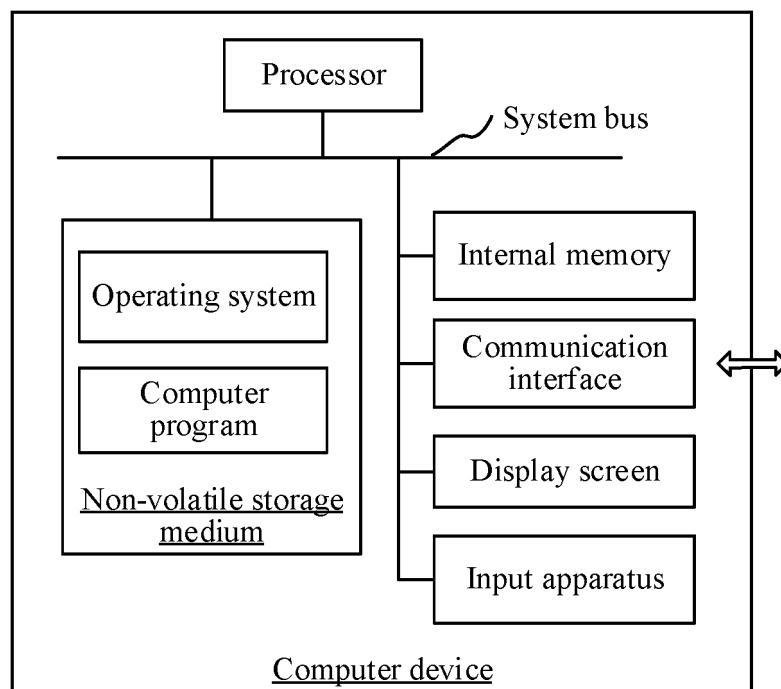 Processor
System bus
Operating system
Computer
program
Non-volatile storage
medium
Internal memory
Communication
interface
Display screen
Input apparatus
Computer device